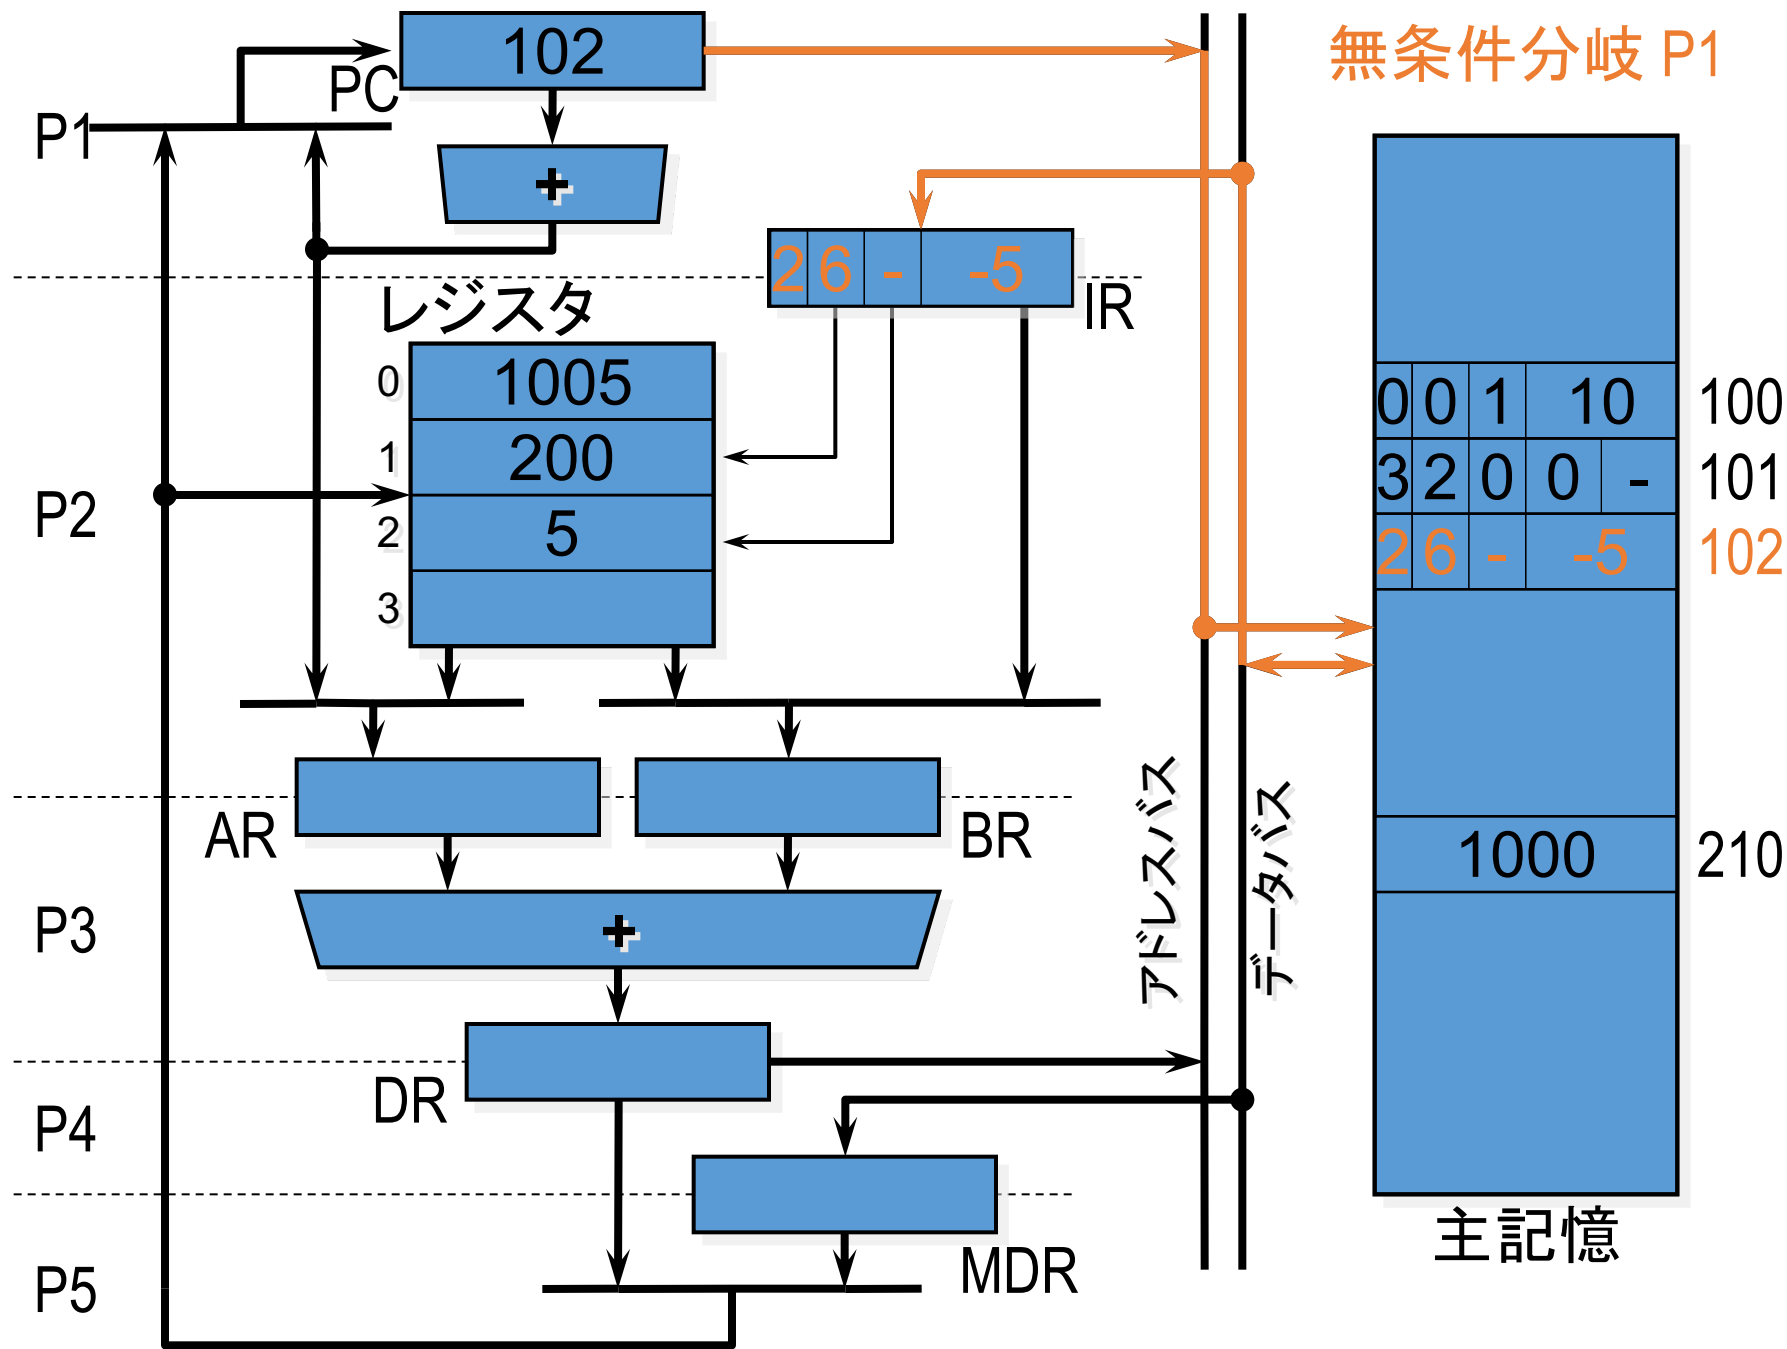 無条件分岐 P1
102
PC
P1
+
2 6 - -5
IR
レジスタ
0 1005
1 200
2 5
3
P2
0 0 1 10 100
3 2 0 0 - 101
2 6 - -5 102
AR
BR
アドレスバス
データバス
1000 210
P3
+
DR
P4
MDR
P5
主記憶